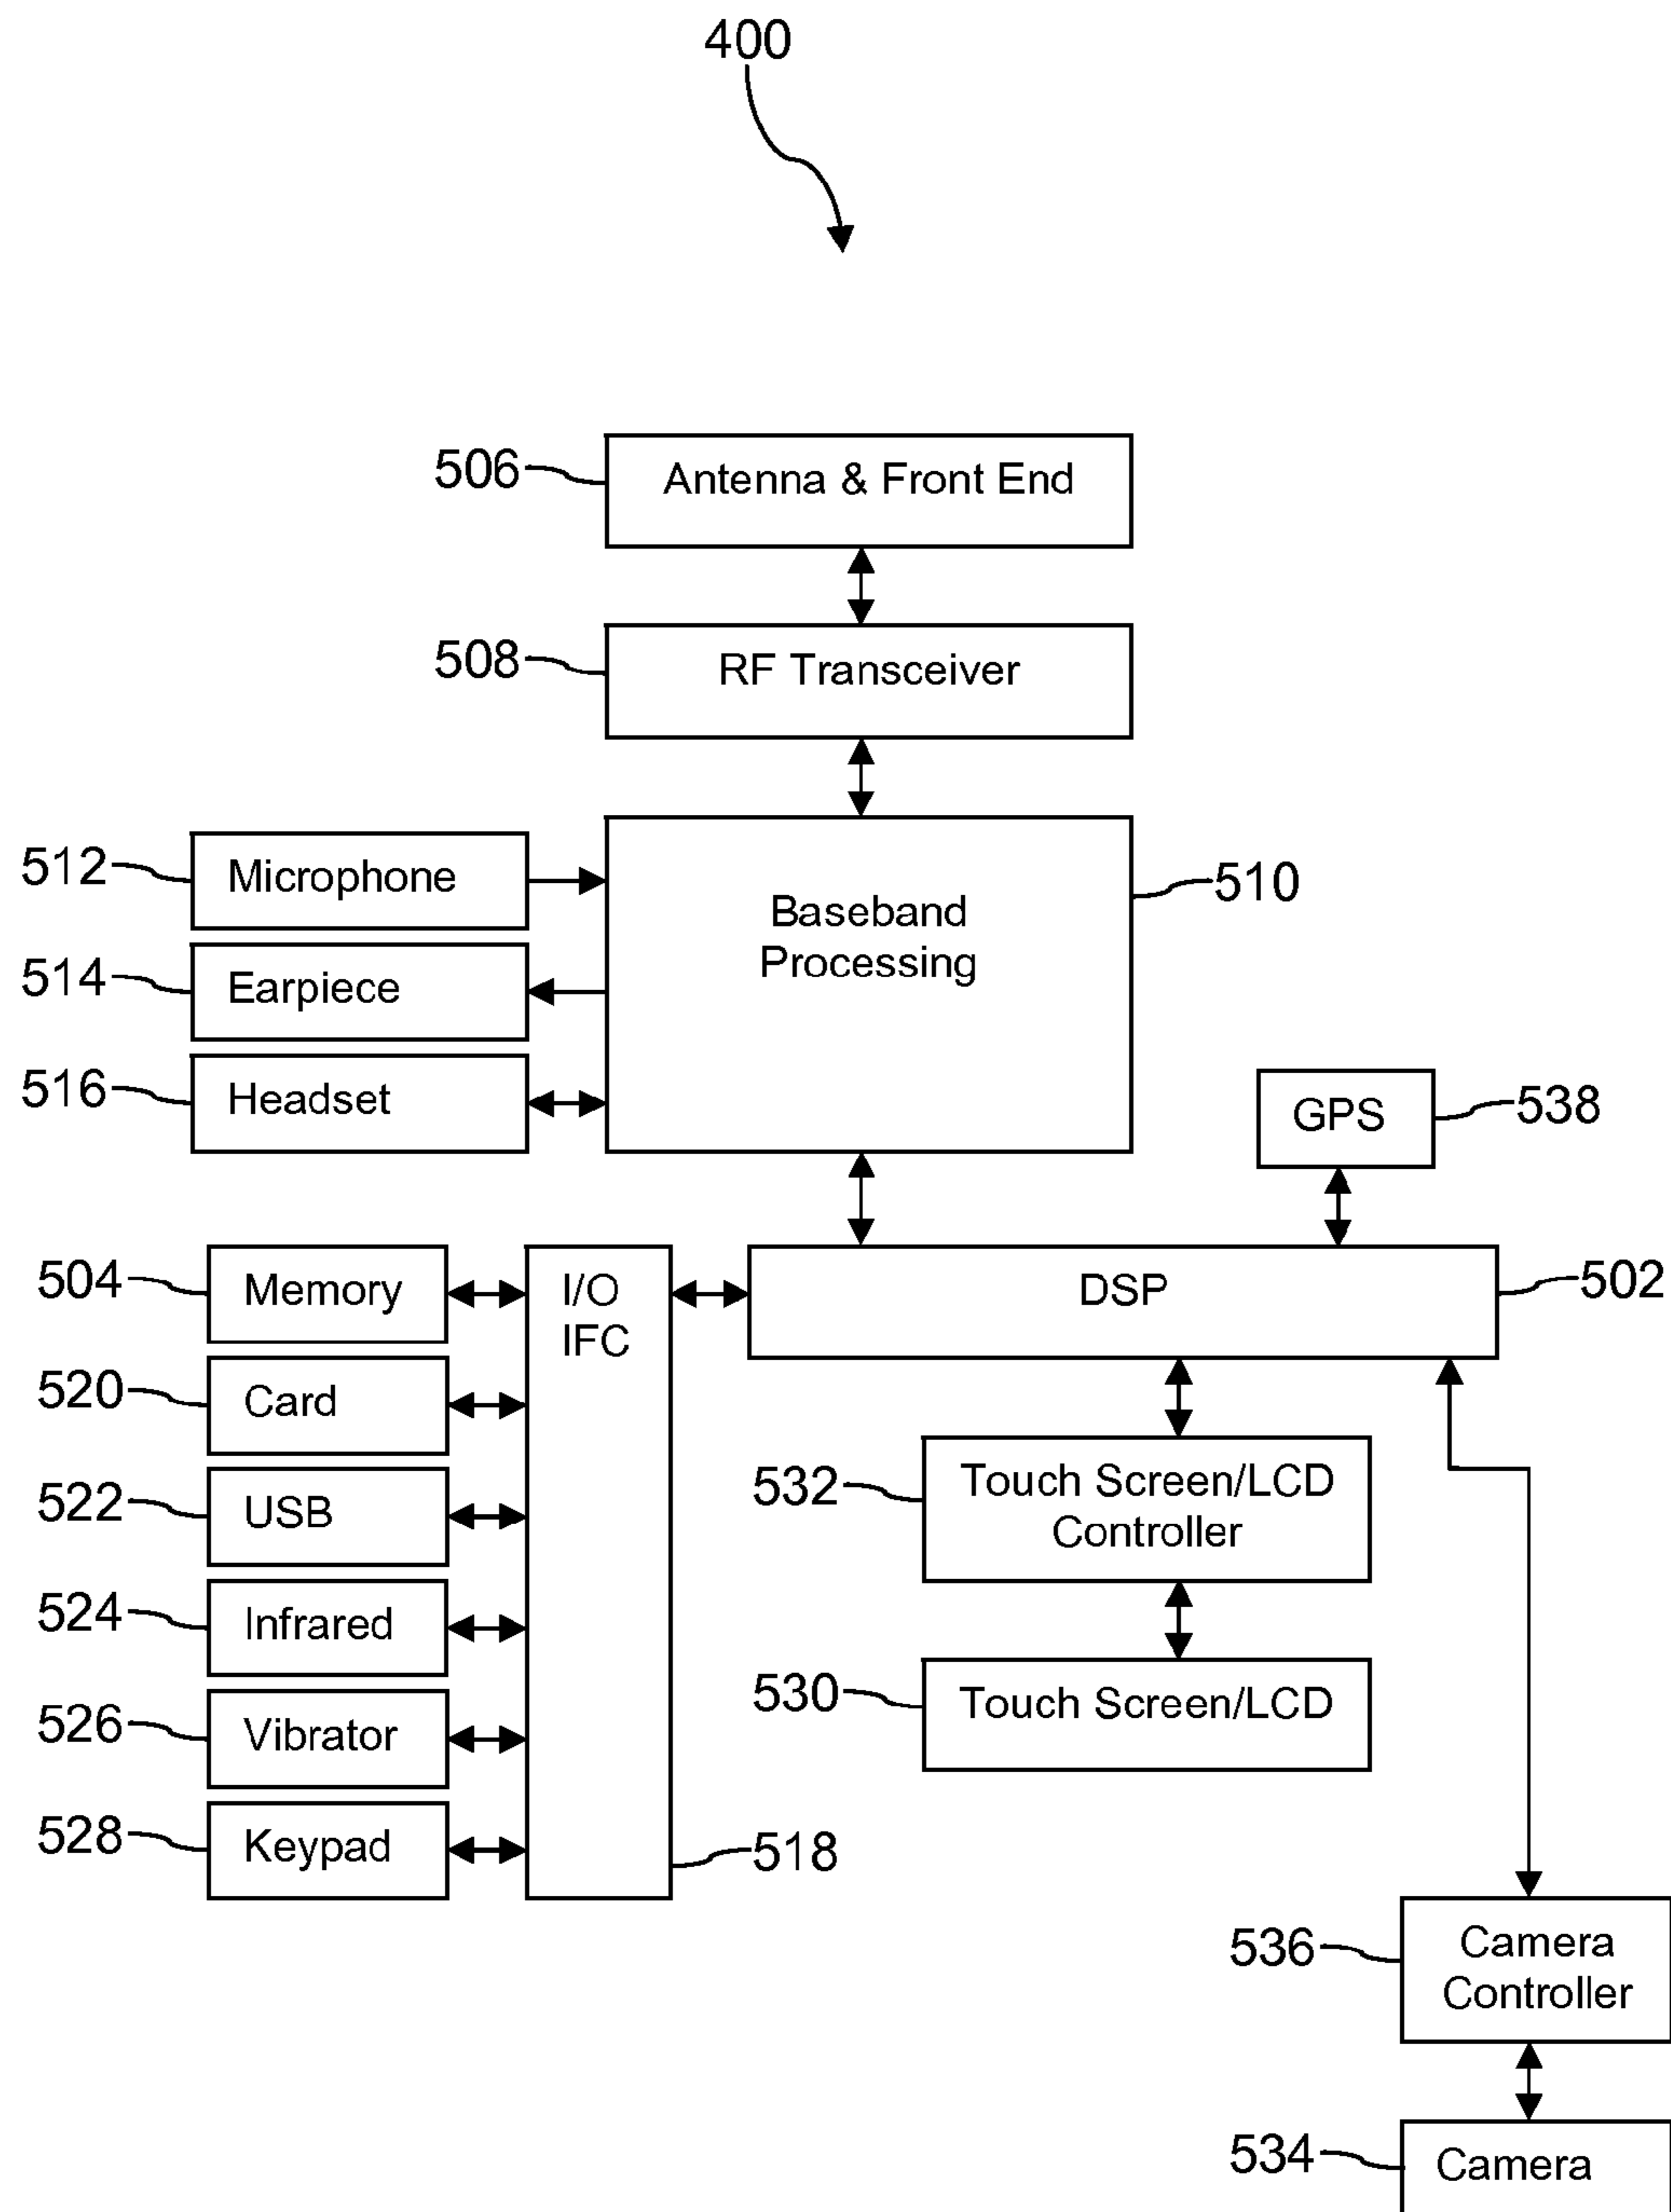 400
506
Antenna & Front End
508
RF Transceiver
512
Microphone
Baseband
Processing
510
514
Earpiece
516
Headset
GPS
538
504
Memory
I/O
IFC
DSP
502
520
Card
522
USB
532
Touch Screen/LCD
Controller
524
Infrared
530
Touch Screen/LCD
526
Vibrator
528
Keypad
518
536
Camera
Controller
534
Camera